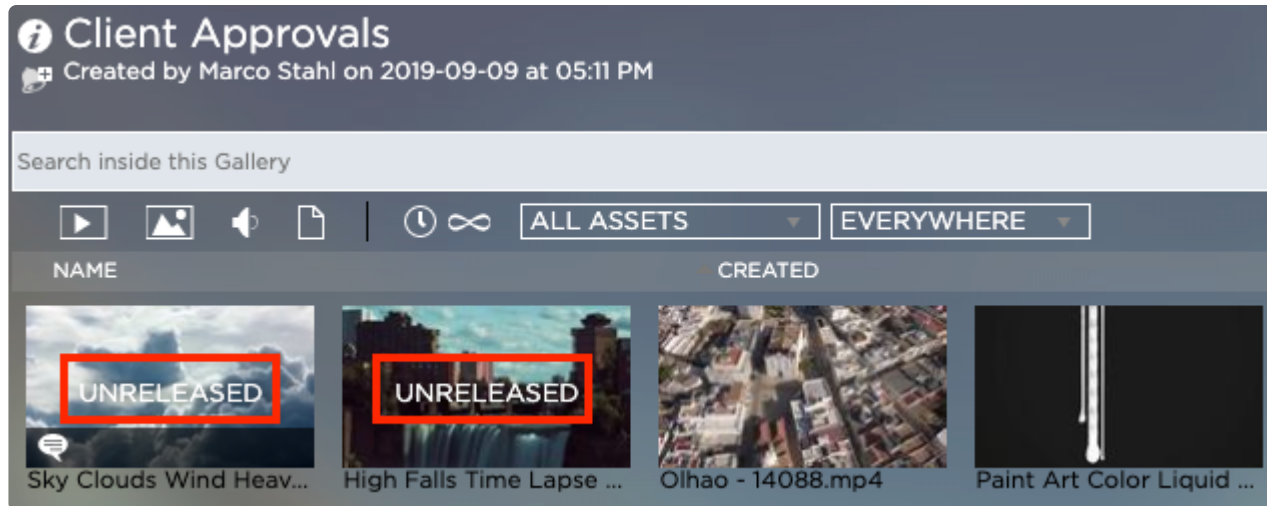 Client Approvals
Created by Marco Stahl on 2019-09-09 at 05:11 PM
Search inside this Gallery
ALL ASSETS EVERYWHERE
NAME CREATED
UNRELEASED UNRELEASED
Sky Clouds Wind Heav... High Falls Time Lapse ... Olhao - 14088.mp4 Paint Art Color Liquid ...